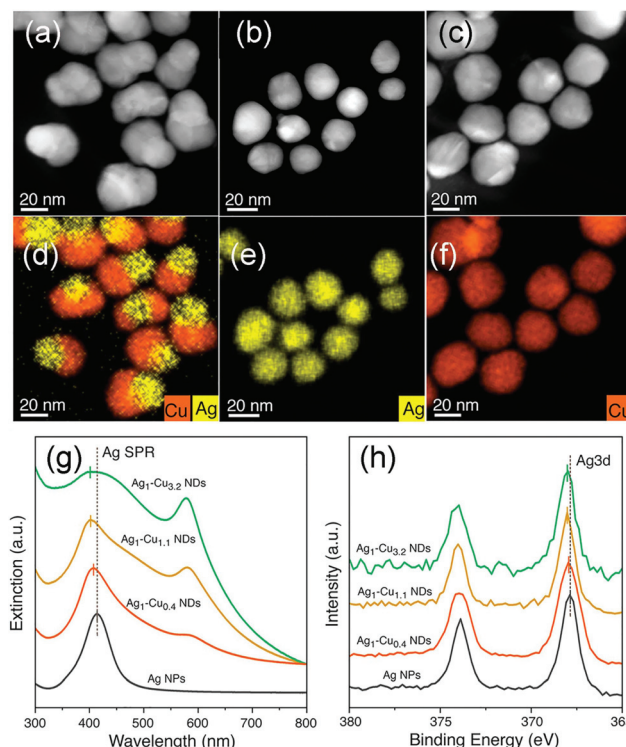 (a)
(b)
(c)
20 nm
20 nm
20 nm
(d)
(e)
(f)
20 nm
Cu
Ag
20 nm
Ag
20 nm
Cu
(g)
Ag SPR
Ag₁-Cu₃.₂ NDs
Ag₁-Cu₁.₁ NDs
Ag₁-Cu₀.₄ NDs
Ag NPs
Extinction (a.u.)
300 400 500 600 700 800
Wavelength (nm)
(h)
Ag3d
Ag₁-Cu₃.₂ NDs
Ag₁-Cu₁.₁ NDs
Ag₁-Cu₀.₄ NDs
Ag NPs
Intensity (a.u.)
380 375 370 36
Binding Energy (eV)